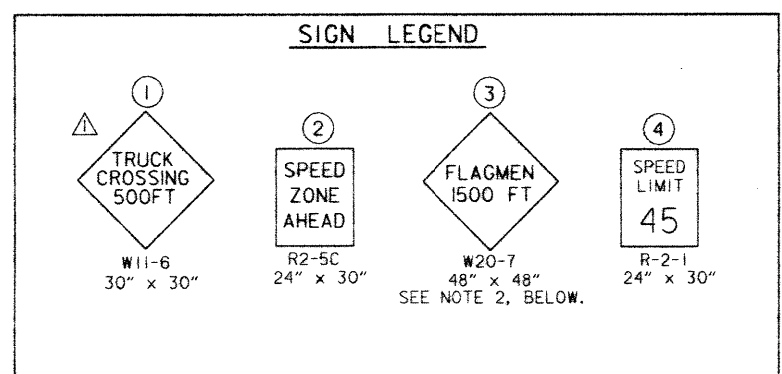 SIGN LEGEND
1
1
TRUCK
CROSSING
500FT
W11-6
30" x 30"
2
SPEED
ZONE
AHEAD
R2-5C
24" x 30"
3
FLAGMEN
1500 FT
W20-7
48" x 48"
SEE NOTE 2, BELOW.
4
SPEED
LIMIT
45
R-2-1
24" x 30"